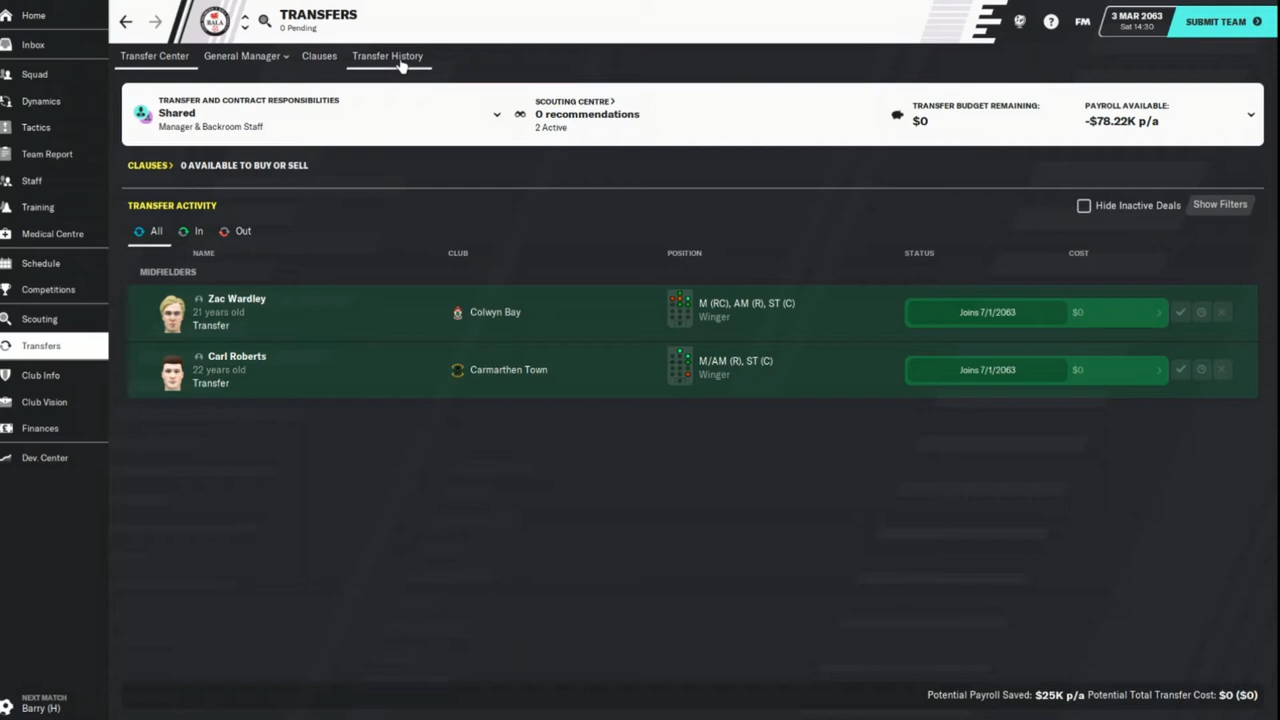 Home
Inbox
Squad
Dynamics
Tactics
Team Report
Staff
Training
Medical Centre
Schedule
Competitions
Scouting
Transfers
Club Info
Club Vision
Finances
Dev. Center
NEXT MATCH
Barry (H)
BALA
TRANSFERS
0 Pending
FM
3 MAR 2063
Sat 14:30
SUBMIT TEAM
Transfer Center
General Manager
Clauses
Transfer History
TRANSFER AND CONTRACT RESPONSIBILITIES
Shared
Manager & Backroom Staff
SCOUTING CENTRE >
0 recommendations
2 Active
TRANSFER BUDGET REMAINING:
$0
PAYROLL AVAILABLE:
-$78.22K p/a
CLAUSES > 0 AVAILABLE TO BUY OR SELL
TRANSFER ACTIVITY
Hide Inactive Deals
Show Filters
All In Out
NAME CLUB POSITION STATUS COST
MIDFIELDERS
Zac Wardley
21 years old
Transfer
Colwyn Bay
M (RC), AM (R), ST (C)
Winger
Joins 7/1/2063
$0
Carl Roberts
22 years old
Transfer
Carmarthen Town
M/AM (R), ST (C)
Winger
Joins 7/1/2063
$0
Potential Payroll Saved: $25K p/a Potential Total Transfer Cost: $0 ($0)